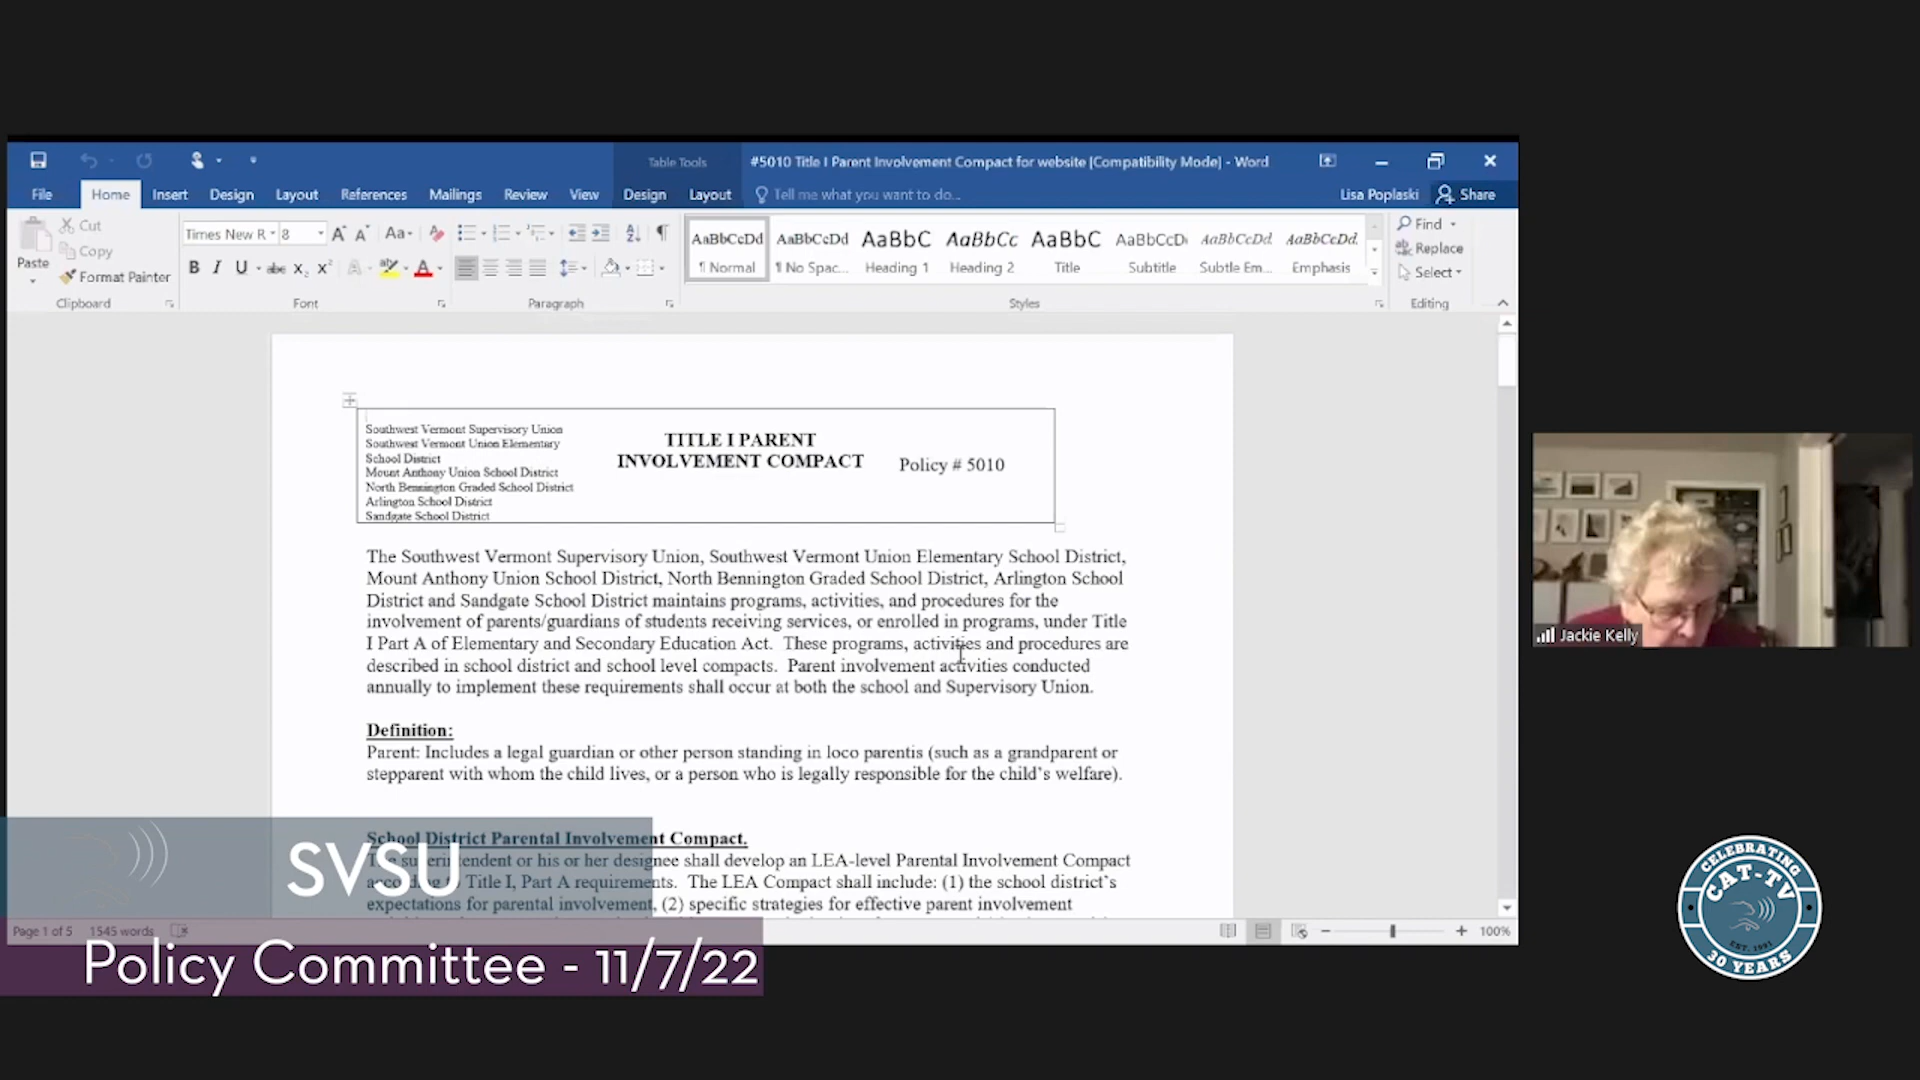 Table Tools
#5010 Title I Parent Involvement Compact for website [Compatibility Mode] - Word
File Home Insert Design Layout References Mailings Review View Design Layout Tell me what you want to do... Lisa Poplaski Share
Paste Cut Copy Format Painter
Clipboard
Times New R 8
Font
Paragraph
AaBbCcDd AaBbCcDd AaBbC AaBbCc AaBbC AaBbCcD AaBbCcDd AaBbCcDd
¶ Normal ¶ No Spac... Heading 1 Heading 2 Title Subtitle Subtle Em... Emphasis
Styles
Find
Replace
Select
Editing
Southwest Vermont Supervisory Union
Southwest Vermont Union Elementary
School District
Mount Anthony Union School District
North Bennington Graded School District
Arlington School District
Sandgate School District
TITLE I PARENT
INVOLVEMENT COMPACT
Policy # 5010
The Southwest Vermont Supervisory Union, Southwest Vermont Union Elementary School District,
Mount Anthony Union School District, North Bennington Graded School District, Arlington School
District and Sandgate School District maintains programs, activities, and procedures for the
involvement of parents/guardians of students receiving services, or enrolled in programs, under Title
I Part A of Elementary and Secondary Education Act. These programs, activities and procedures are
described in school district and school level compacts. Parent involvement activities conducted
annually to implement these requirements shall occur at both the school and Supervisory Union.
Definition:
Parent: Includes a legal guardian or other person standing in loco parentis (such as a grandparent or
stepparent with whom the child lives, or a person who is legally responsible for the child's welfare).
School District Parental Involvement Compact.
The superintendent or his or her designee shall develop an LEA-level Parental Involvement Compact
according to Title I, Part A requirements. The LEA Compact shall include: (1) the school district's
expectations for parental involvement, (2) specific strategies for effective parent involvement
Page 1 of 5 1545 words
100%
SVSU
Policy Committee - 11/7/22
Jackie Kelly
CELEBRATING
CAT-TV
EST. 1991
30 YEARS